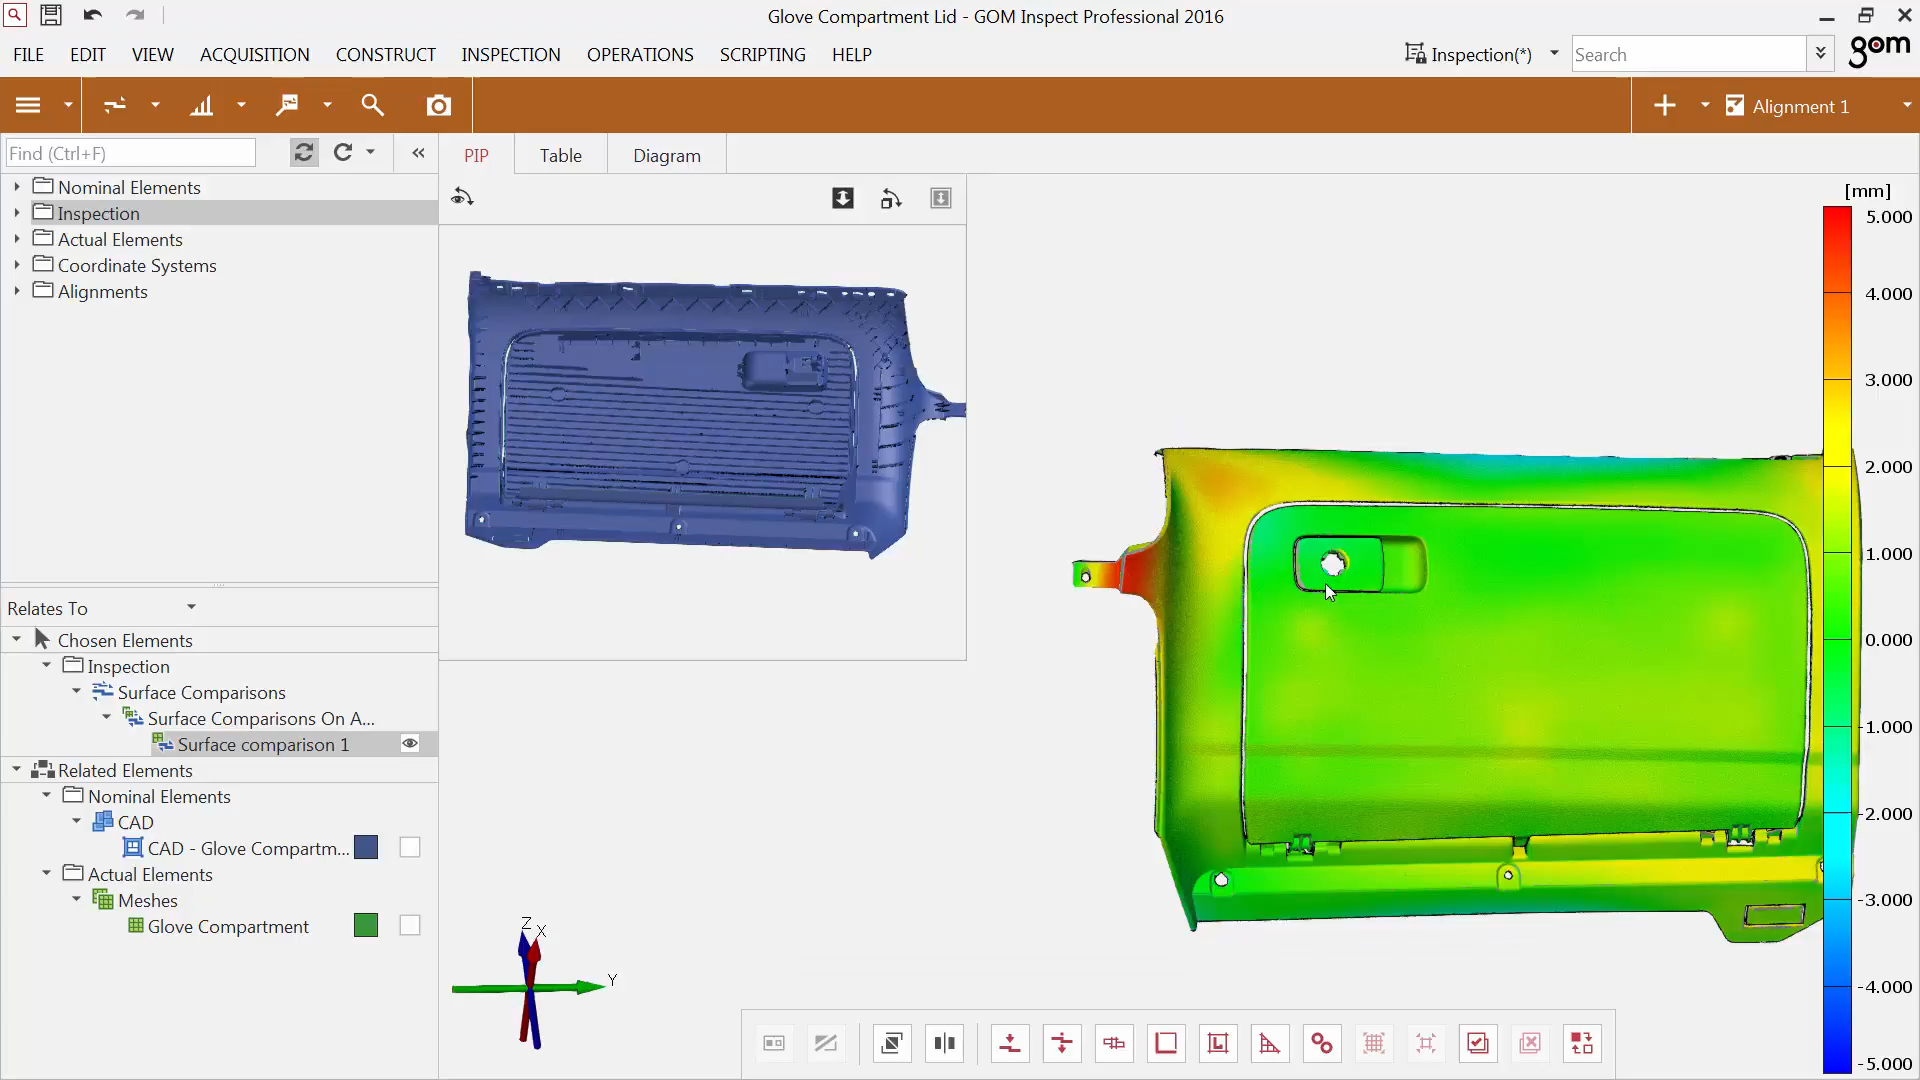 Glove Compartment Lid - GOM Inspect Professional 2016
FILE EDIT VIEW ACQUISITION CONSTRUCT INSPECTION OPERATIONS SCRIPTING HELP
Inspection(*)
Search
gom
Alignment 1
Find (Ctrl+F)
PIP Table Diagram
Nominal Elements
Inspection
Actual Elements
Coordinate Systems
Alignments
Relates To
Chosen Elements
Inspection
Surface Comparisons
Surface Comparisons On A...
Surface comparison 1
Related Elements
Nominal Elements
CAD
CAD - Glove Compartm...
Actual Elements
Meshes
Glove Compartment
Z
X
Y
[mm]
5.000
4.000
3.000
2.000
1.000
0.000
-1.000
-2.000
-3.000
-4.000
-5.000